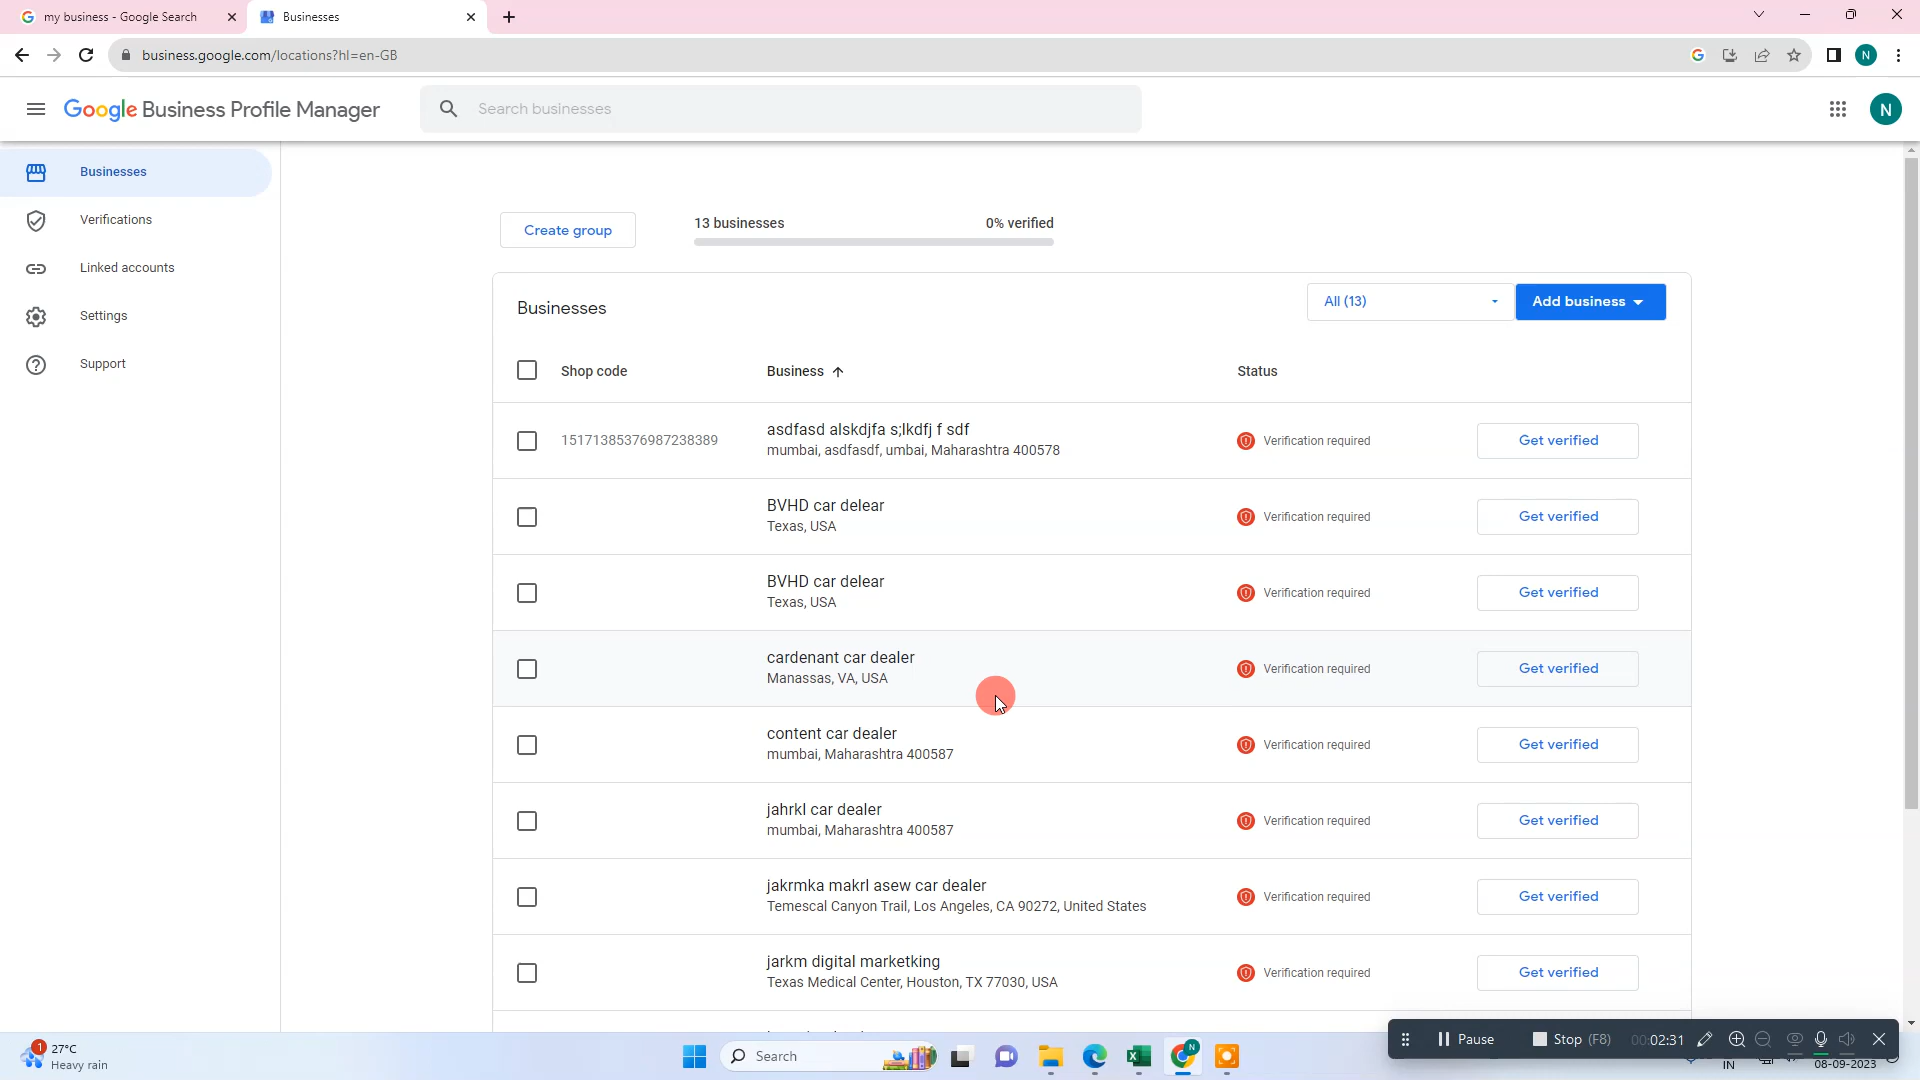 my business - Google Search
Businesses
business.google.com/locations?hl=en-GB
N
Google Business Profile Manager
Search businesses
N
Businesses
Verifications
Linked accounts
Settings
Support
Create group
13 businesses
0% verified
Businesses
All (13)
Add business
Shop code
Business
Status
15171385376987238389
asdfasd alskdjfa s;lkdfj f sdf
mumbai, asdfasdf, umbai, Maharashtra 400578
Verification required
Get verified
BVHD car delear
Texas, USA
Verification required
Get verified
BVHD car delear
Texas, USA
Verification required
Get verified
cardenant car dealer
Manassas, VA, USA
Verification required
Get verified
content car dealer
mumbai, Maharashtra 400587
Verification required
Get verified
jahrkl car dealer
mumbai, Maharashtra 400587
Verification required
Get verified
jakrmka makrl asew car dealer
Temescal Canyon Trail, Los Angeles, CA 90272, United States
Verification required
Get verified
jarkm digital marketking
Texas Medical Center, Houston, TX 77030, USA
Verification required
Get verified
Pause
Stop (F8)
00:02:31
1
27°C
Heavy rain
Search
N
IN
08-09-2023